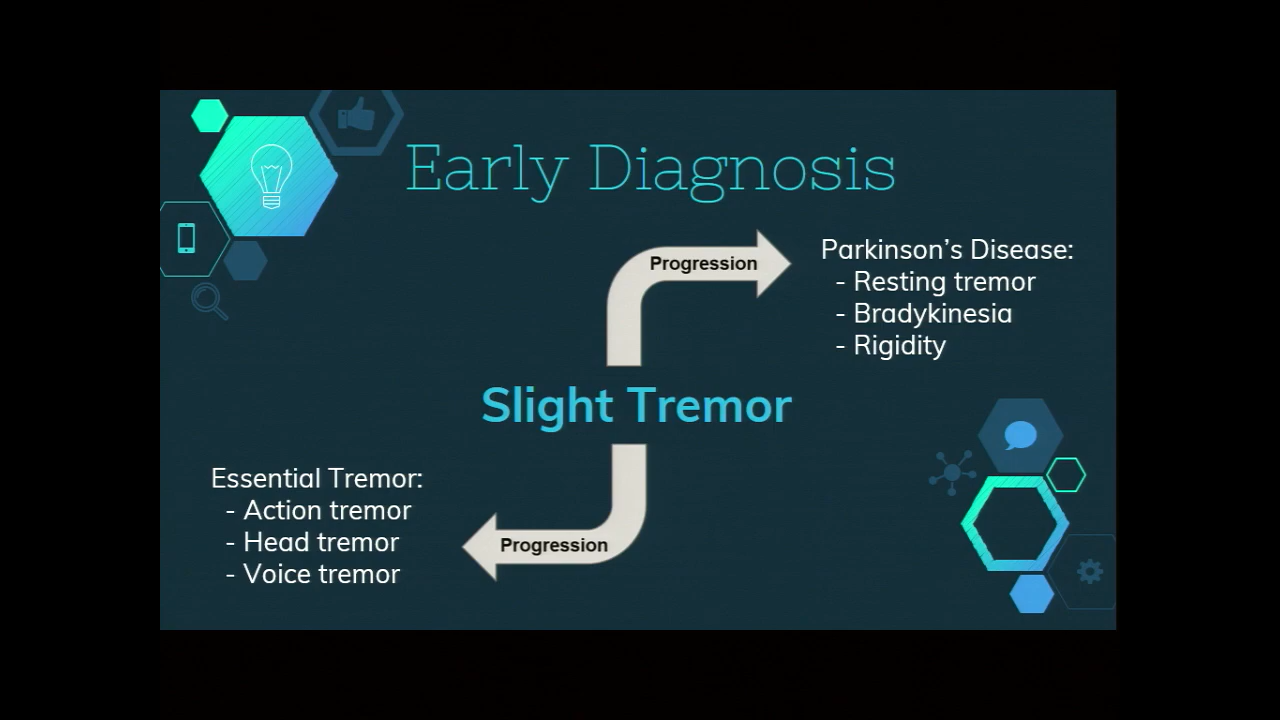 Early Diagnosis
Progression
Parkinson's Disease:
- Resting tremor
- Bradykinesia
- Rigidity
Slight Tremor
Essential Tremor:
- Action tremor
- Head tremor
- Voice tremor
Progression